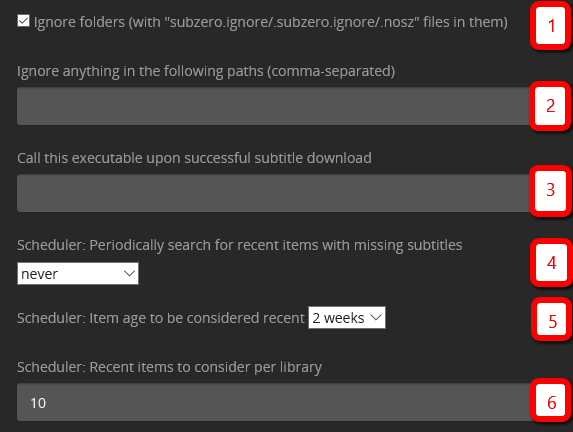 Ignore folders (with "subzero.ignore/.subzero.ignore/.nosz" files in them)
1
Ignore anything in the following paths (comma-separated)
2
Call this executable upon successful subtitle download
3
Scheduler: Periodically search for recent items with missing subtitles
never
4
Scheduler: Item age to be considered recent 2 weeks
5
Scheduler: Recent items to consider per library
10
6